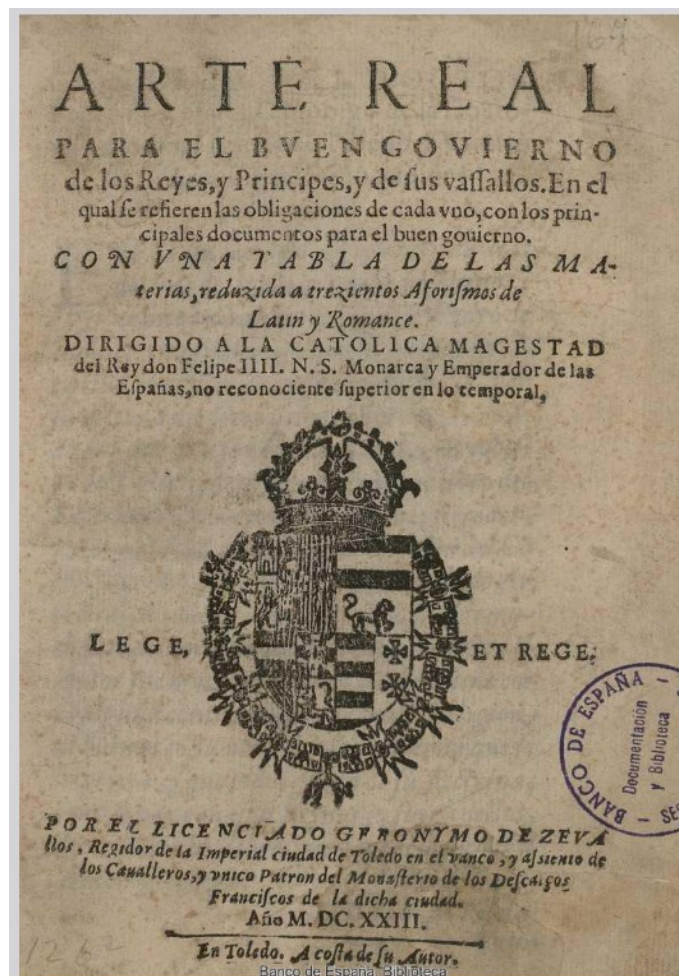 ARTE REAL
PARA EL BVEN GOVIERNO
de los Reyes, y Principes, y de ſus vaſſallos. En el
qual ſe refieren las obligaciones de cada vno, con los prin-
cipales documentos para el buen gouierno.
CON VNA TABLA DE LAS MA-
terias, reduzida a trezientos Aforiſmos de
Latin y Romance.
DIRIGIDO A LA CATOLICA MAGESTAD
del Rey don Felipe IIII. N. S. Monarca y Emperador de las
Eſpañas, no reconociente ſuperior en lo temporal,
LEGE, ET REGE.
BANCO DE ESPAÑA
Documentación
y Biblioteca
POR EL LICENCIADO GERONYMO DE ZEVA
llos, Regidor de la Imperial ciudad de Toledo en el vanco, y aſsiento de
los Caualleros, y vnico Patron del Monaſterio de los Deſcalços
Franciſcos de la dicha ciudad.
Año M. DC. XXIII.
En Toledo. A coſta de ſu Autor.
Banco de España. Biblioteca
1262